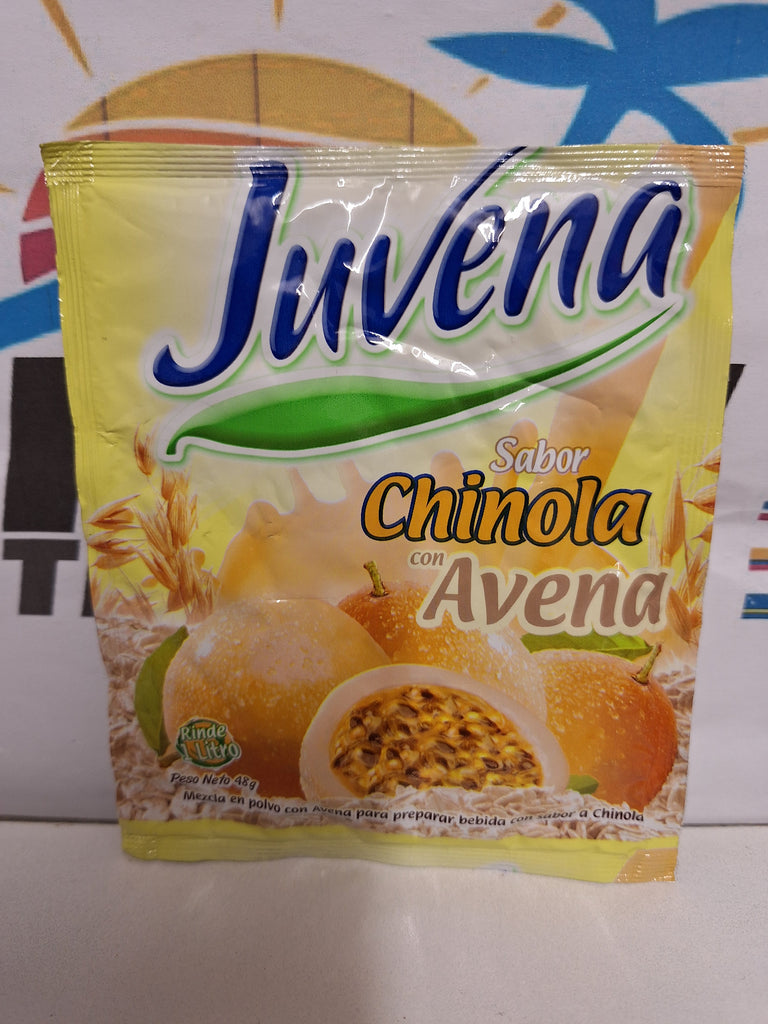 Juvena
Sabor
Chinola
con
Avena
Rinde
1 Litro
Peso Neto 48g
Mezcla en polvo con Avena para preparar bebida con sabor a Chinola